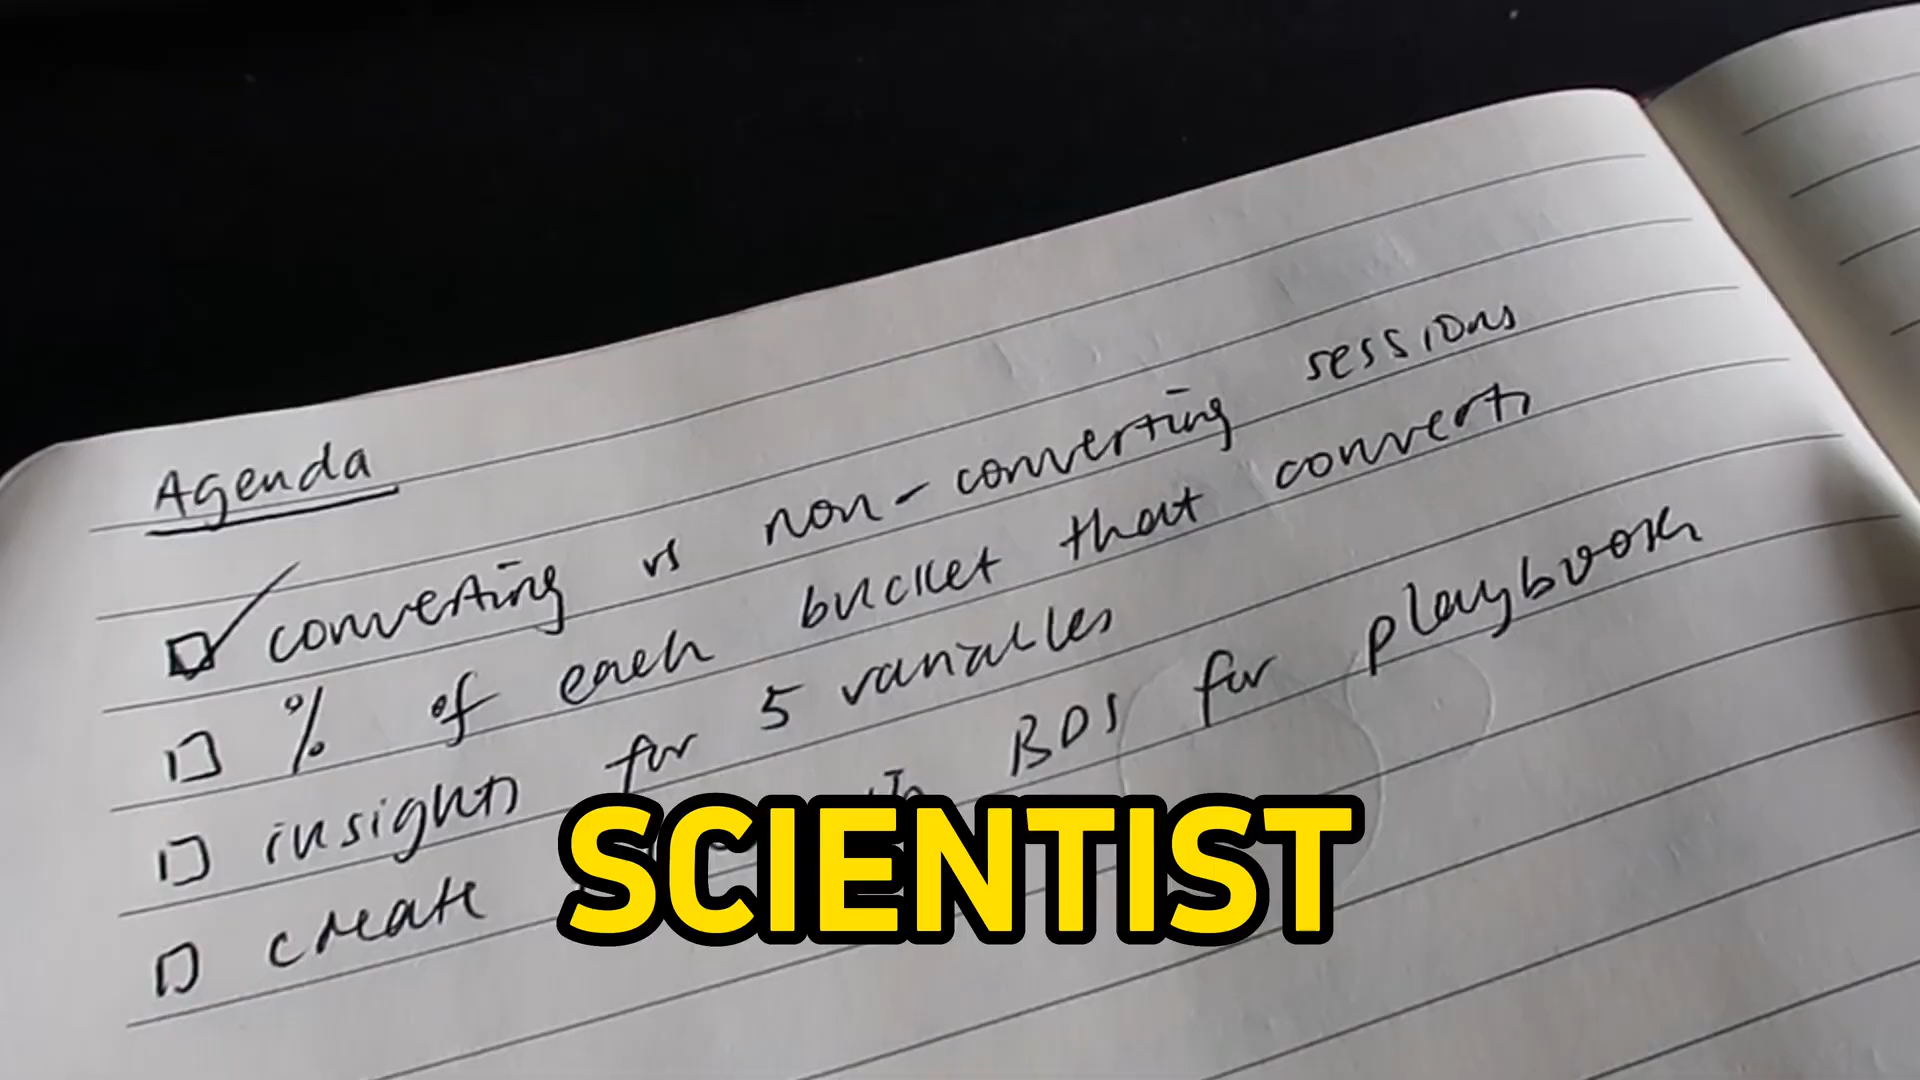 Agenda
converting vs non-converting sessions
% of each bucket that converts
insights for 5 variables
create BDS for playbook
SCIENTIST